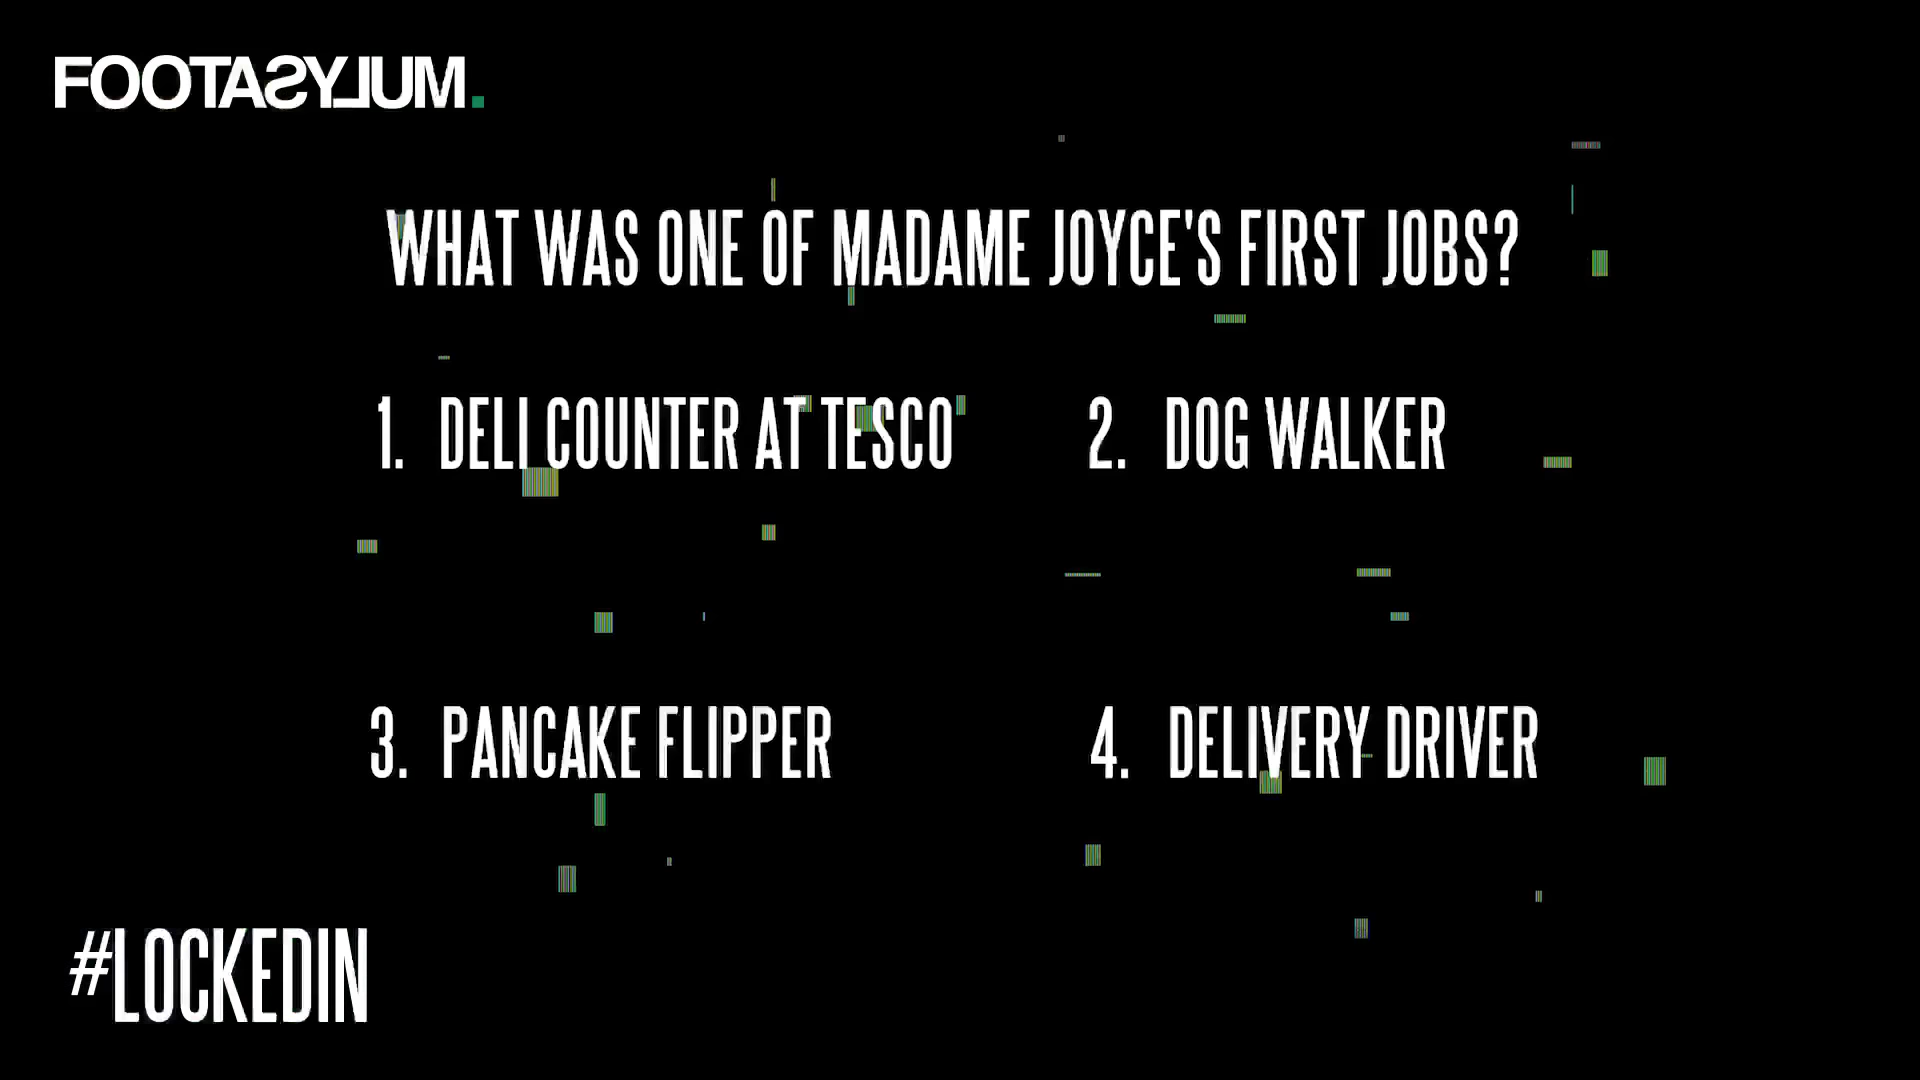 FOOTASYLUM.
WHAT WAS ONE OF MADAME JOYCE'S FIRST JOBS?
1. DELI COUNTER AT TESCO
2. DOG WALKER
3. PANCAKE FLIPPER
4. DELIVERY DRIVER
#LOCKEDIN